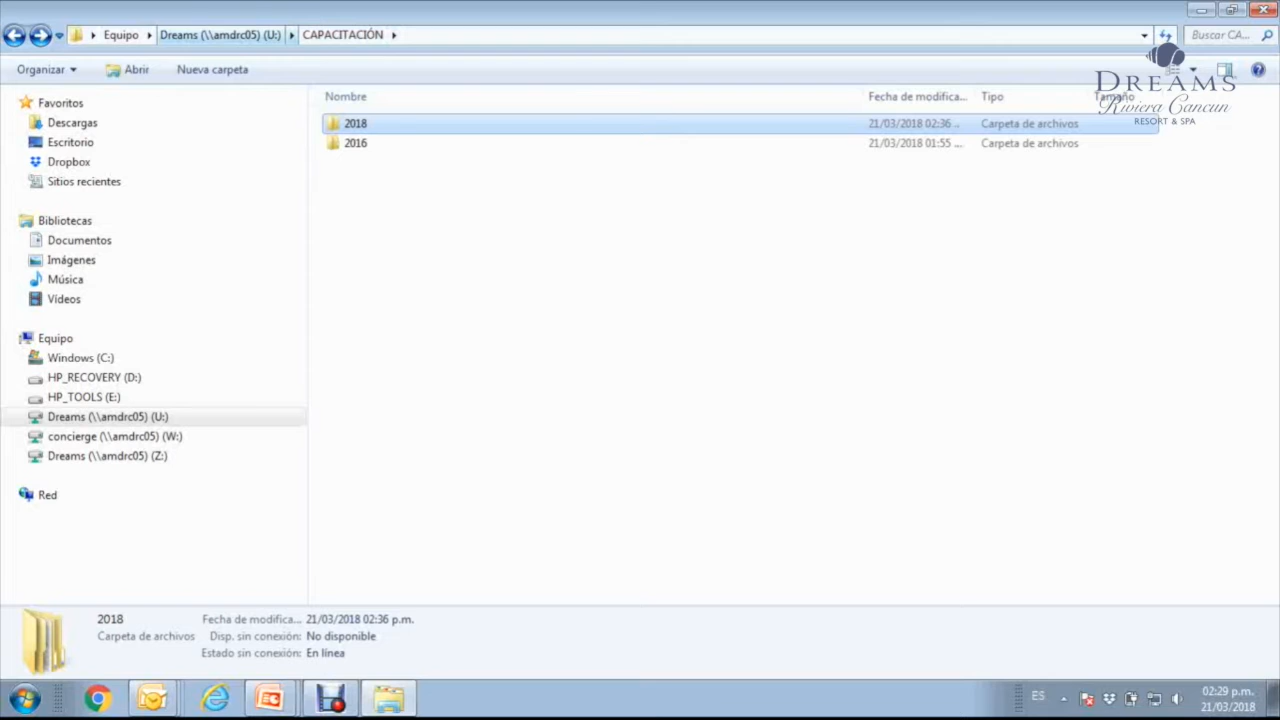 Equipo
Dreams (\\amdrc05) (U:)
CAPACITACIÓN
Buscar CA...
Organizar
Abrir
Nueva carpeta
DREAMS
Riviera Cancun
RESORT & SPA
Nombre
Fecha de modifica...
Tipo
Tamaño
2018
21/03/2018 02:36 ...
Carpeta de archivos
2016
21/03/2018 01:55 ...
Carpeta de archivos
Favoritos
Descargas
Escritorio
Dropbox
Sitios recientes
Bibliotecas
Documentos
Imágenes
Música
Vídeos
Equipo
Windows (C:)
HP_RECOVERY (D:)
HP_TOOLS (E:)
Dreams (\\amdrc05) (U:)
concierge (\\amdrc05) (W:)
Dreams (\\amdrc05) (Z:)
Red
2018
Fecha de modifica... 21/03/2018 02:36 p.m.
Carpeta de archivos
Disp. sin conexión: No disponible
Estado sin conexión: En línea
ES
02:29 p.m.
21/03/2018